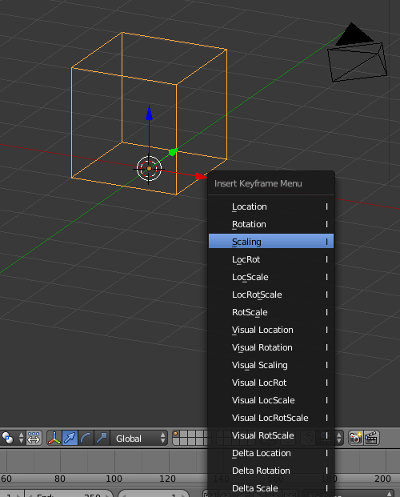 Insert Keyframe Menu
Location I
Rotation I
Scaling I
LocRot I
LocScale I
LocRotScale I
RotScale I
Visual Location I
Visual Rotation I
Visual Scaling I
Visual LocRot I
Visual LocScale I
Visual LocRotScale I
Visual RotScale I
Delta Location I
Delta Rotation I
Delta Scale I
Global
60 80 100 120 140 200